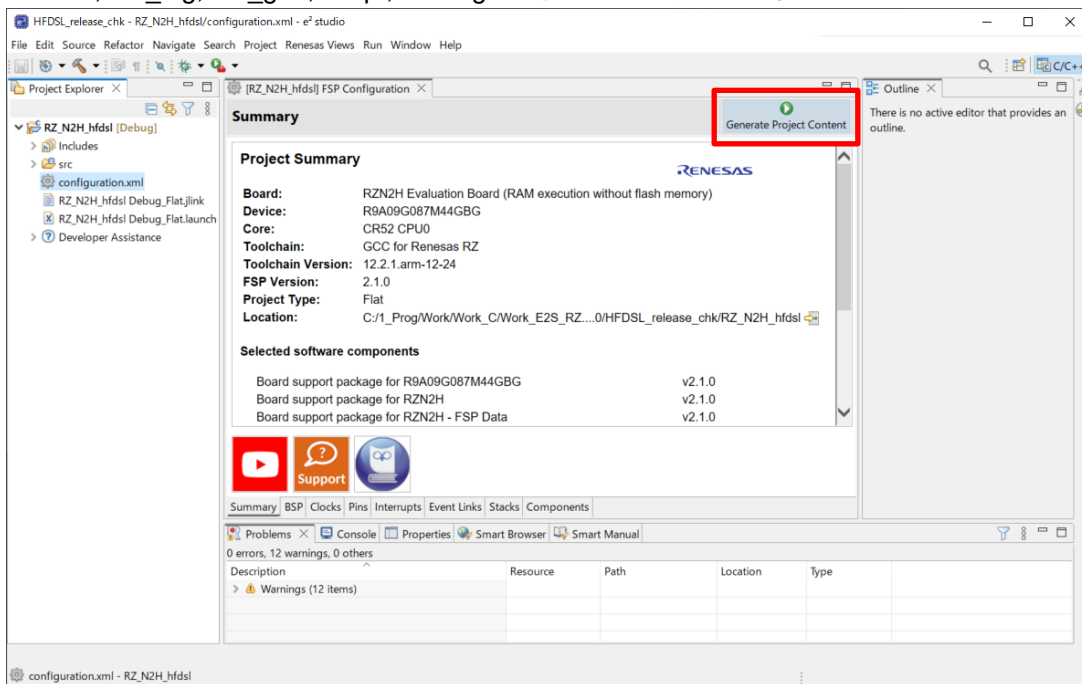 HFDSL_release_chk - RZ_N2H_hfdsl/configuration.xml - e² studio
File Edit Source Refactor Navigate Search Project Renesas Views Run Window Help
C/C++
Project Explorer
[RZ_N2H_hfdsl] FSP Configuration
Outline
RZ_N2H_hfdsl [Debug]
Includes
src
configuration.xml
RZ_N2H_hfdsl Debug_Flat.jlink
RZ_N2H_hfdsl Debug_Flat.launch
Developer Assistance
Summary
Generate Project Content
There is no active editor that provides an
outline.
Project Summary
RENESAS
Board: RZN2H Evaluation Board (RAM execution without flash memory)
Device: R9A09G087M44GBG
Core: CR52 CPU0
Toolchain: GCC for Renesas RZ
Toolchain Version: 12.2.1.arm-12-24
FSP Version: 2.1.0
Project Type: Flat
Location: C:/1_Prog/Work/Work_C/Work_E2S_RZ....0/HFDSL_release_chk/RZ_N2H_hfdsl
Selected software components
Board support package for R9A09G087M44GBG v2.1.0
Board support package for RZN2H v2.1.0
Board support package for RZN2H - FSP Data v2.1.0
Support
Summary BSP Clocks Pins Interrupts Event Links Stacks Components
Problems Console Properties Smart Browser Smart Manual
0 errors, 12 warnings, 0 others
Description Resource Path Location Type
Warnings (12 items)
configuration.xml - RZ_N2H_hfdsl